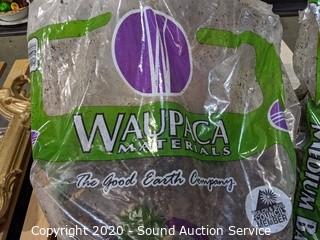 WAUPACA
MATERIALS
The Good Earth Company
Copyright 2020 - Sound Auction Service